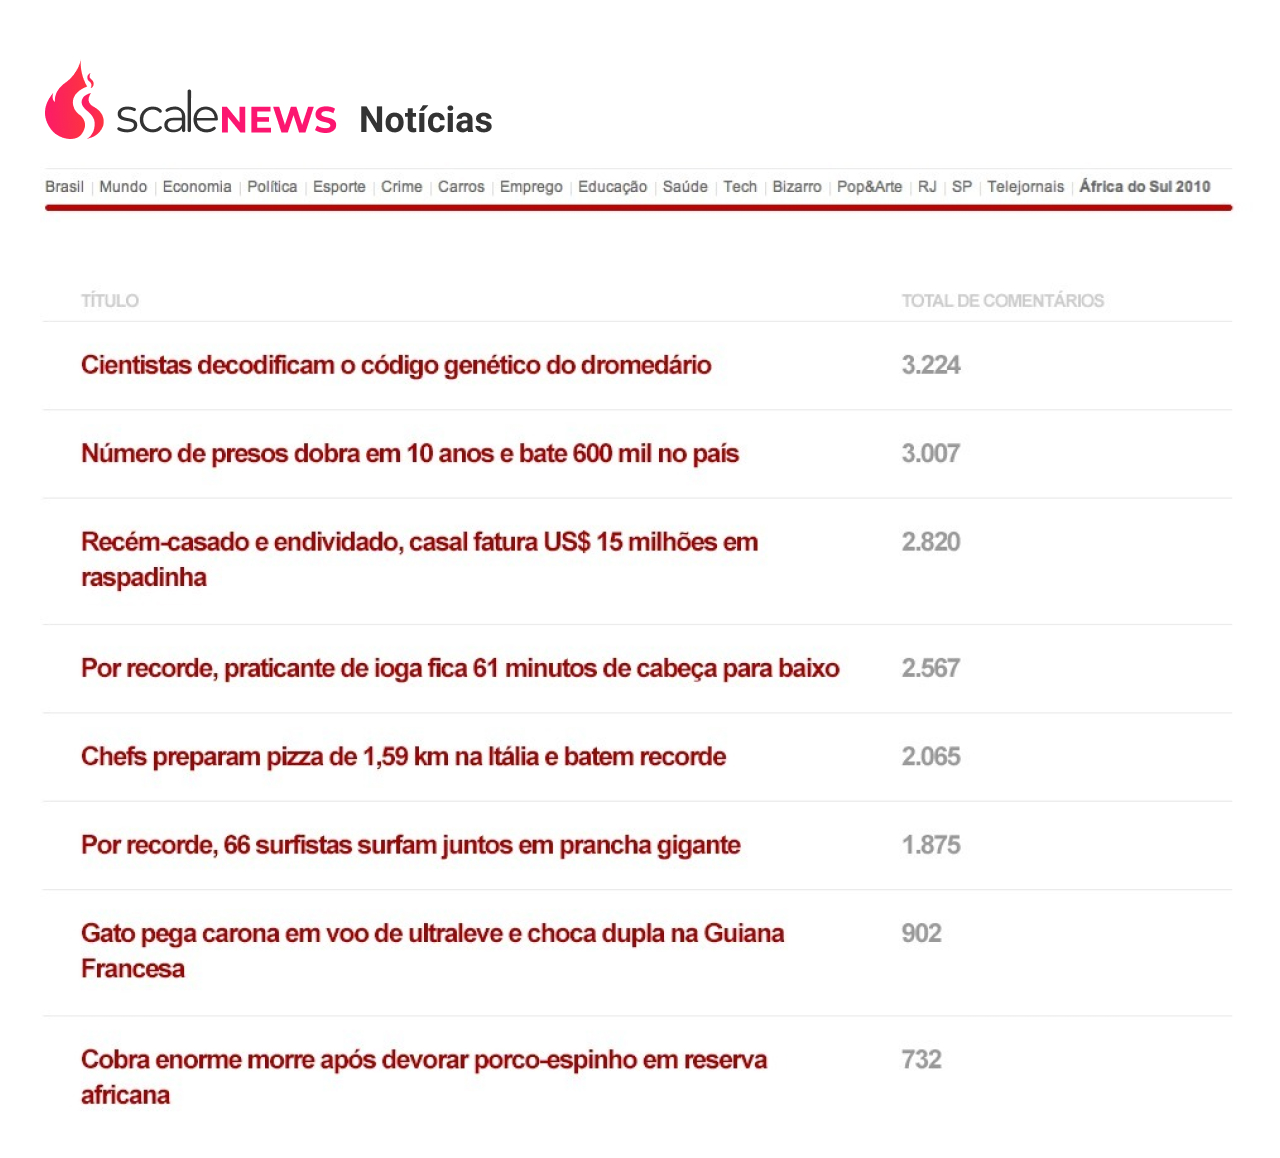 scaleNEWS Notícias
Brasil | Mundo | Economia | Política | Esporte | Crime | Carros | Emprego | Educação | Saúde | Tech | Bizarro | Pop&Arte | RJ | SP | Telejornais | África do Sul 2010
TÍTULO TOTAL DE COMENTÁRIOS
Cientistas decodificam o código genético do dromedário 3.224
Número de presos dobra em 10 anos e bate 600 mil no país 3.007
Recém-casado e endividado, casal fatura US$ 15 milhões em 2.820
raspadinha
Por recorde, praticante de ioga fica 61 minutos de cabeça para baixo 2.567
Chefs preparam pizza de 1,59 km na Itália e batem recorde 2.065
Por recorde, 66 surfistas surfam juntos em prancha gigante 1.875
Gato pega carona em voo de ultraleve e choca dupla na Guiana 902
Francesa
Cobra enorme morre após devorar porco-espinho em reserva 732
africana